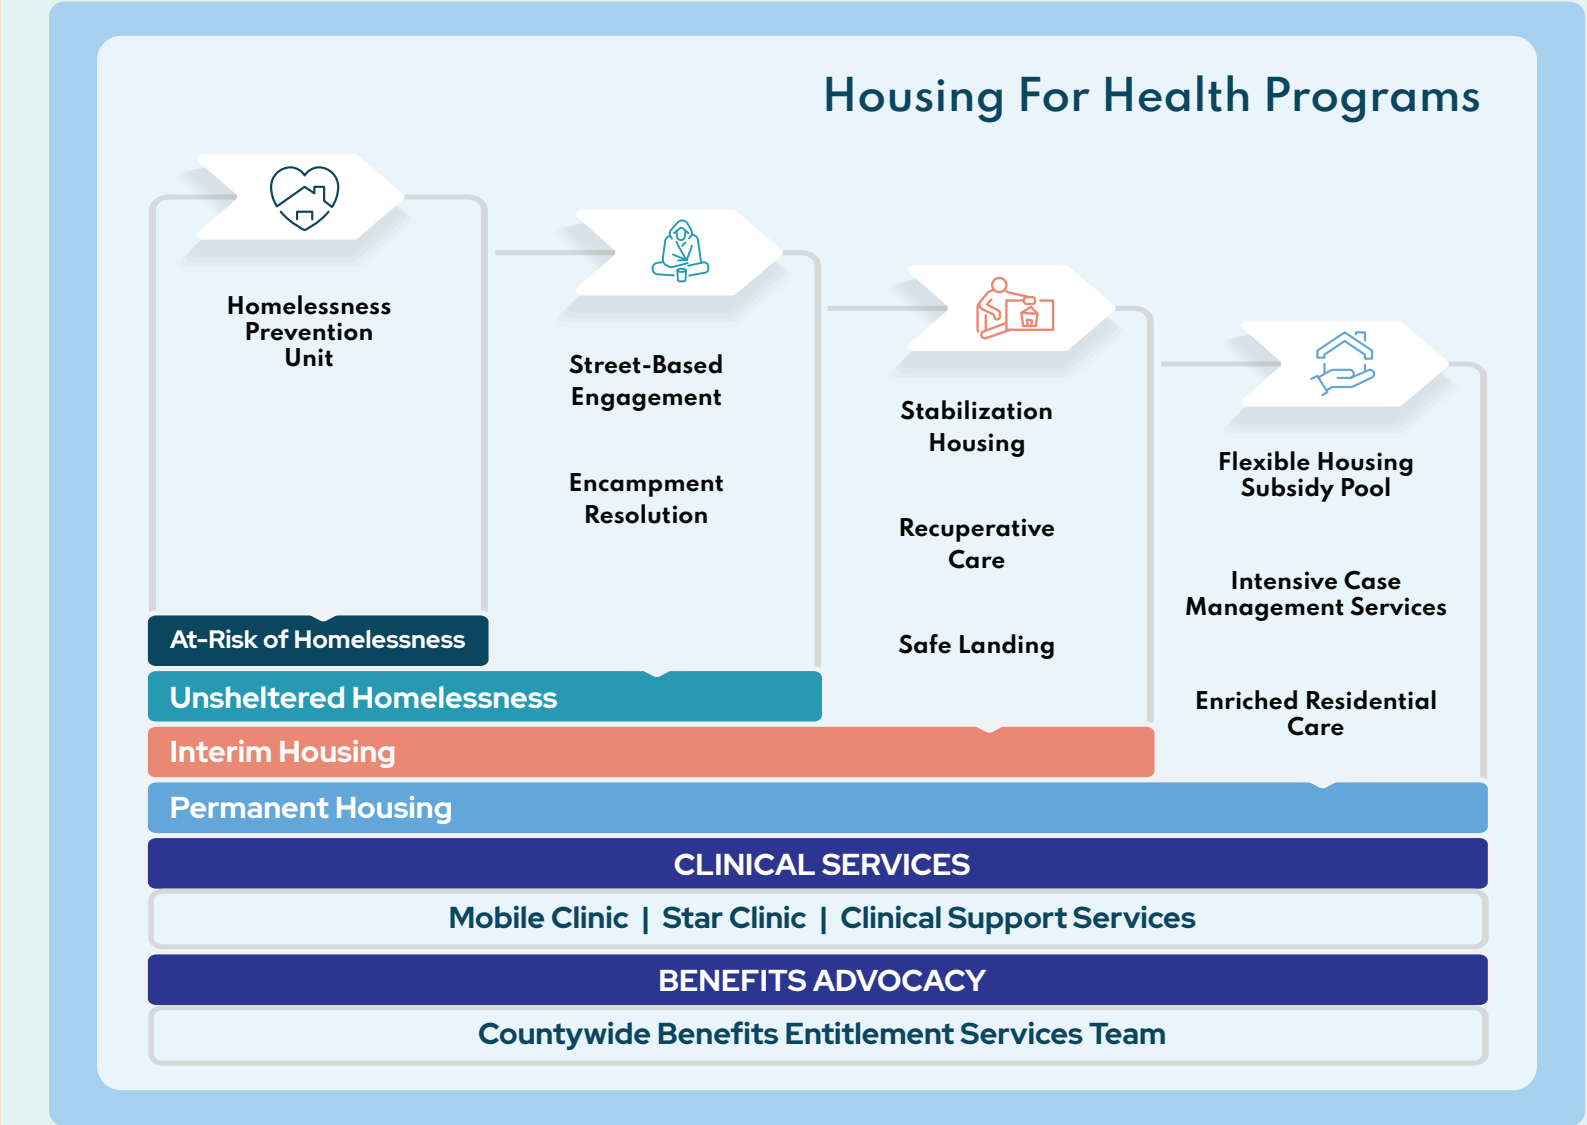 Housing For Health Programs
Homelessness
Prevention
Unit
Street-Based
Engagement
Encampment
Resolution
Stabilization
Housing
Recuperative
Care
Safe Landing
Flexible Housing
Subsidy Pool
Intensive Case
Management Services
Enriched Residential
Care
At-Risk of Homelessness
Unsheltered Homelessness
Interim Housing
Permanent Housing
CLINICAL SERVICES
Mobile Clinic | Star Clinic | Clinical Support Services
BENEFITS ADVOCACY
Countywide Benefits Entitlement Services Team